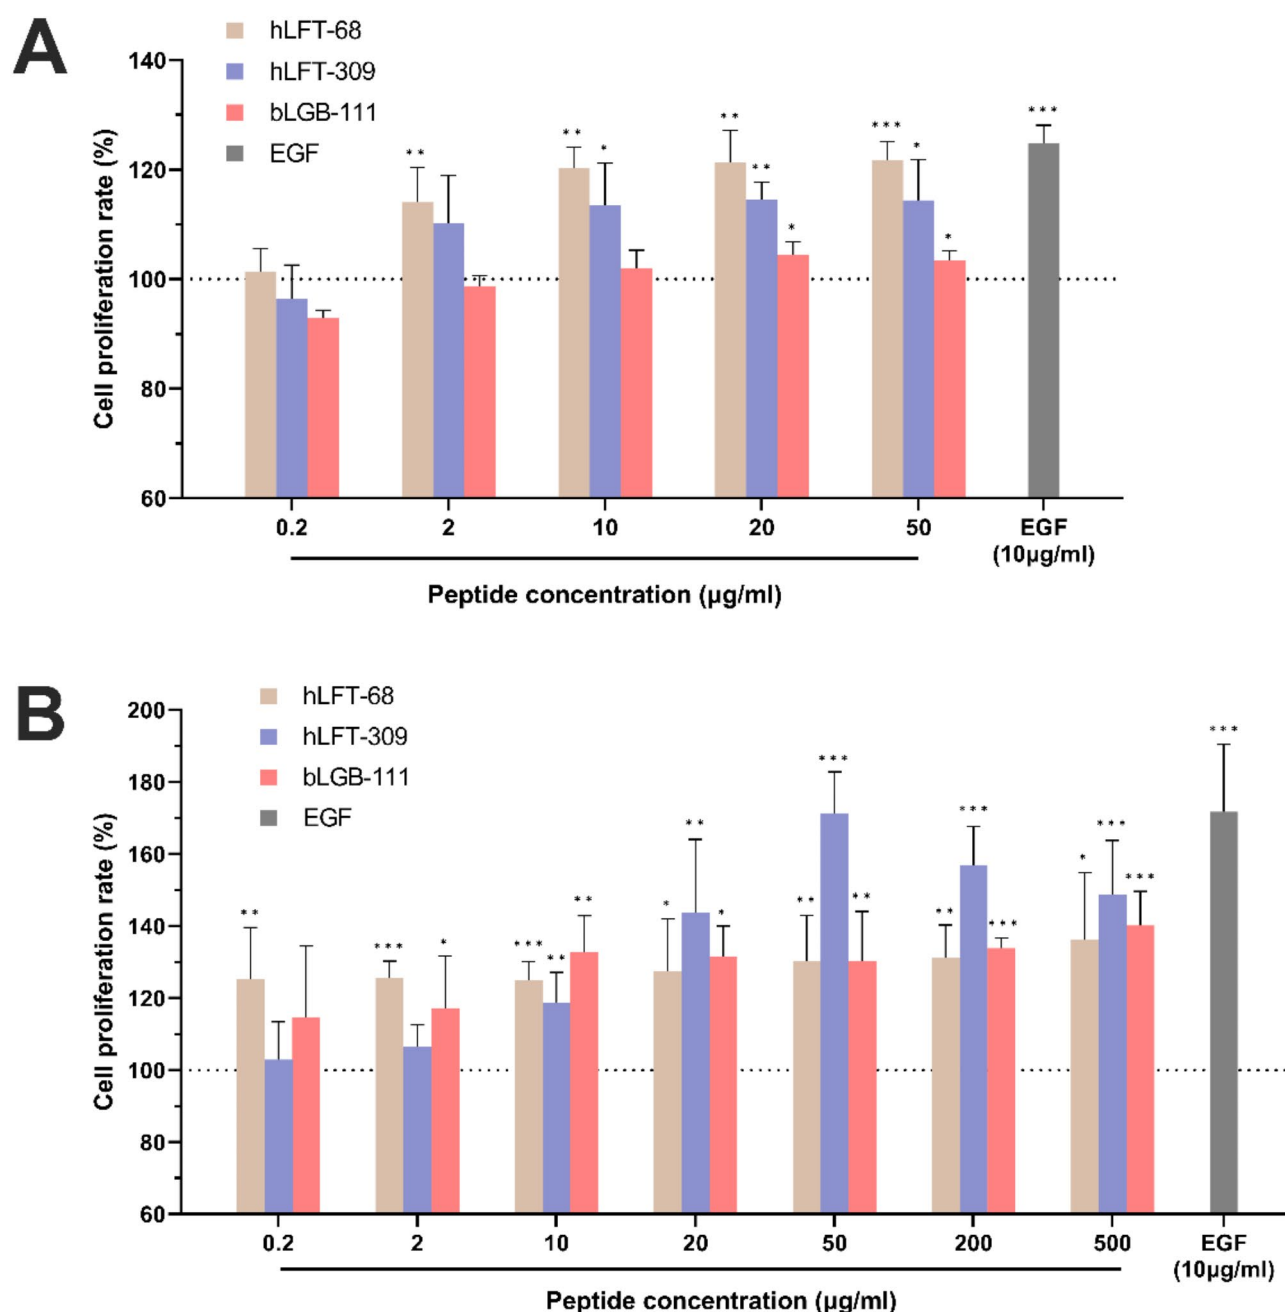 A
hLFT-68
hLFT-309
bLGB-111
EGF
Cell proliferation rate (%)
140
120
100
80
60
** ** * ** ** * *** * * ***
0.2 2 10 20 50 EGF
(10μg/ml)
Peptide concentration (μg/ml)
B
hLFT-68
hLFT-309
bLGB-111
EGF
Cell proliferation rate (%)
200
180
160
140
120
100
80
60
** *** * *** ** ** * ** * ** *** ** ** *** *** * *** *** ***
0.2 2 10 20 50 200 500 EGF
(10μg/ml)
Peptide concentration (μg/ml)